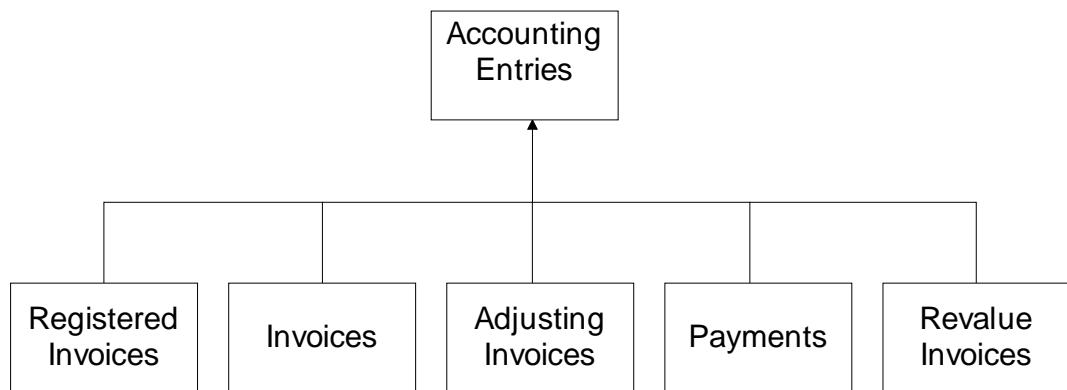 Accounting
Entries
Registered
Invoices
Invoices
Adjusting
Invoices
Payments
Revalue
Invoices